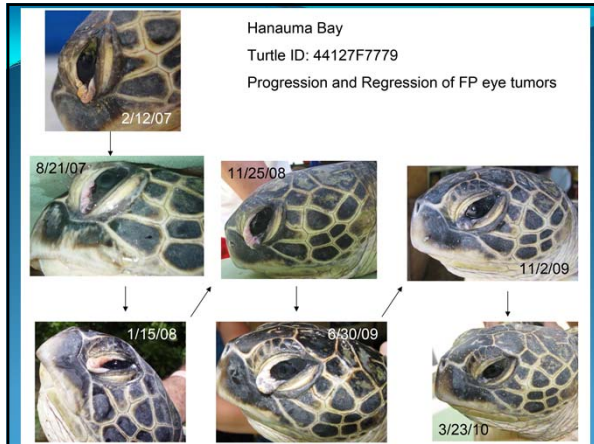 Hanauma Bay
Turtle ID: 44127F7779
Progression and Regression of FP eye tumors
2/12/07
8/21/07
1/15/08
11/25/08
6/30/09
11/2/09
3/23/10